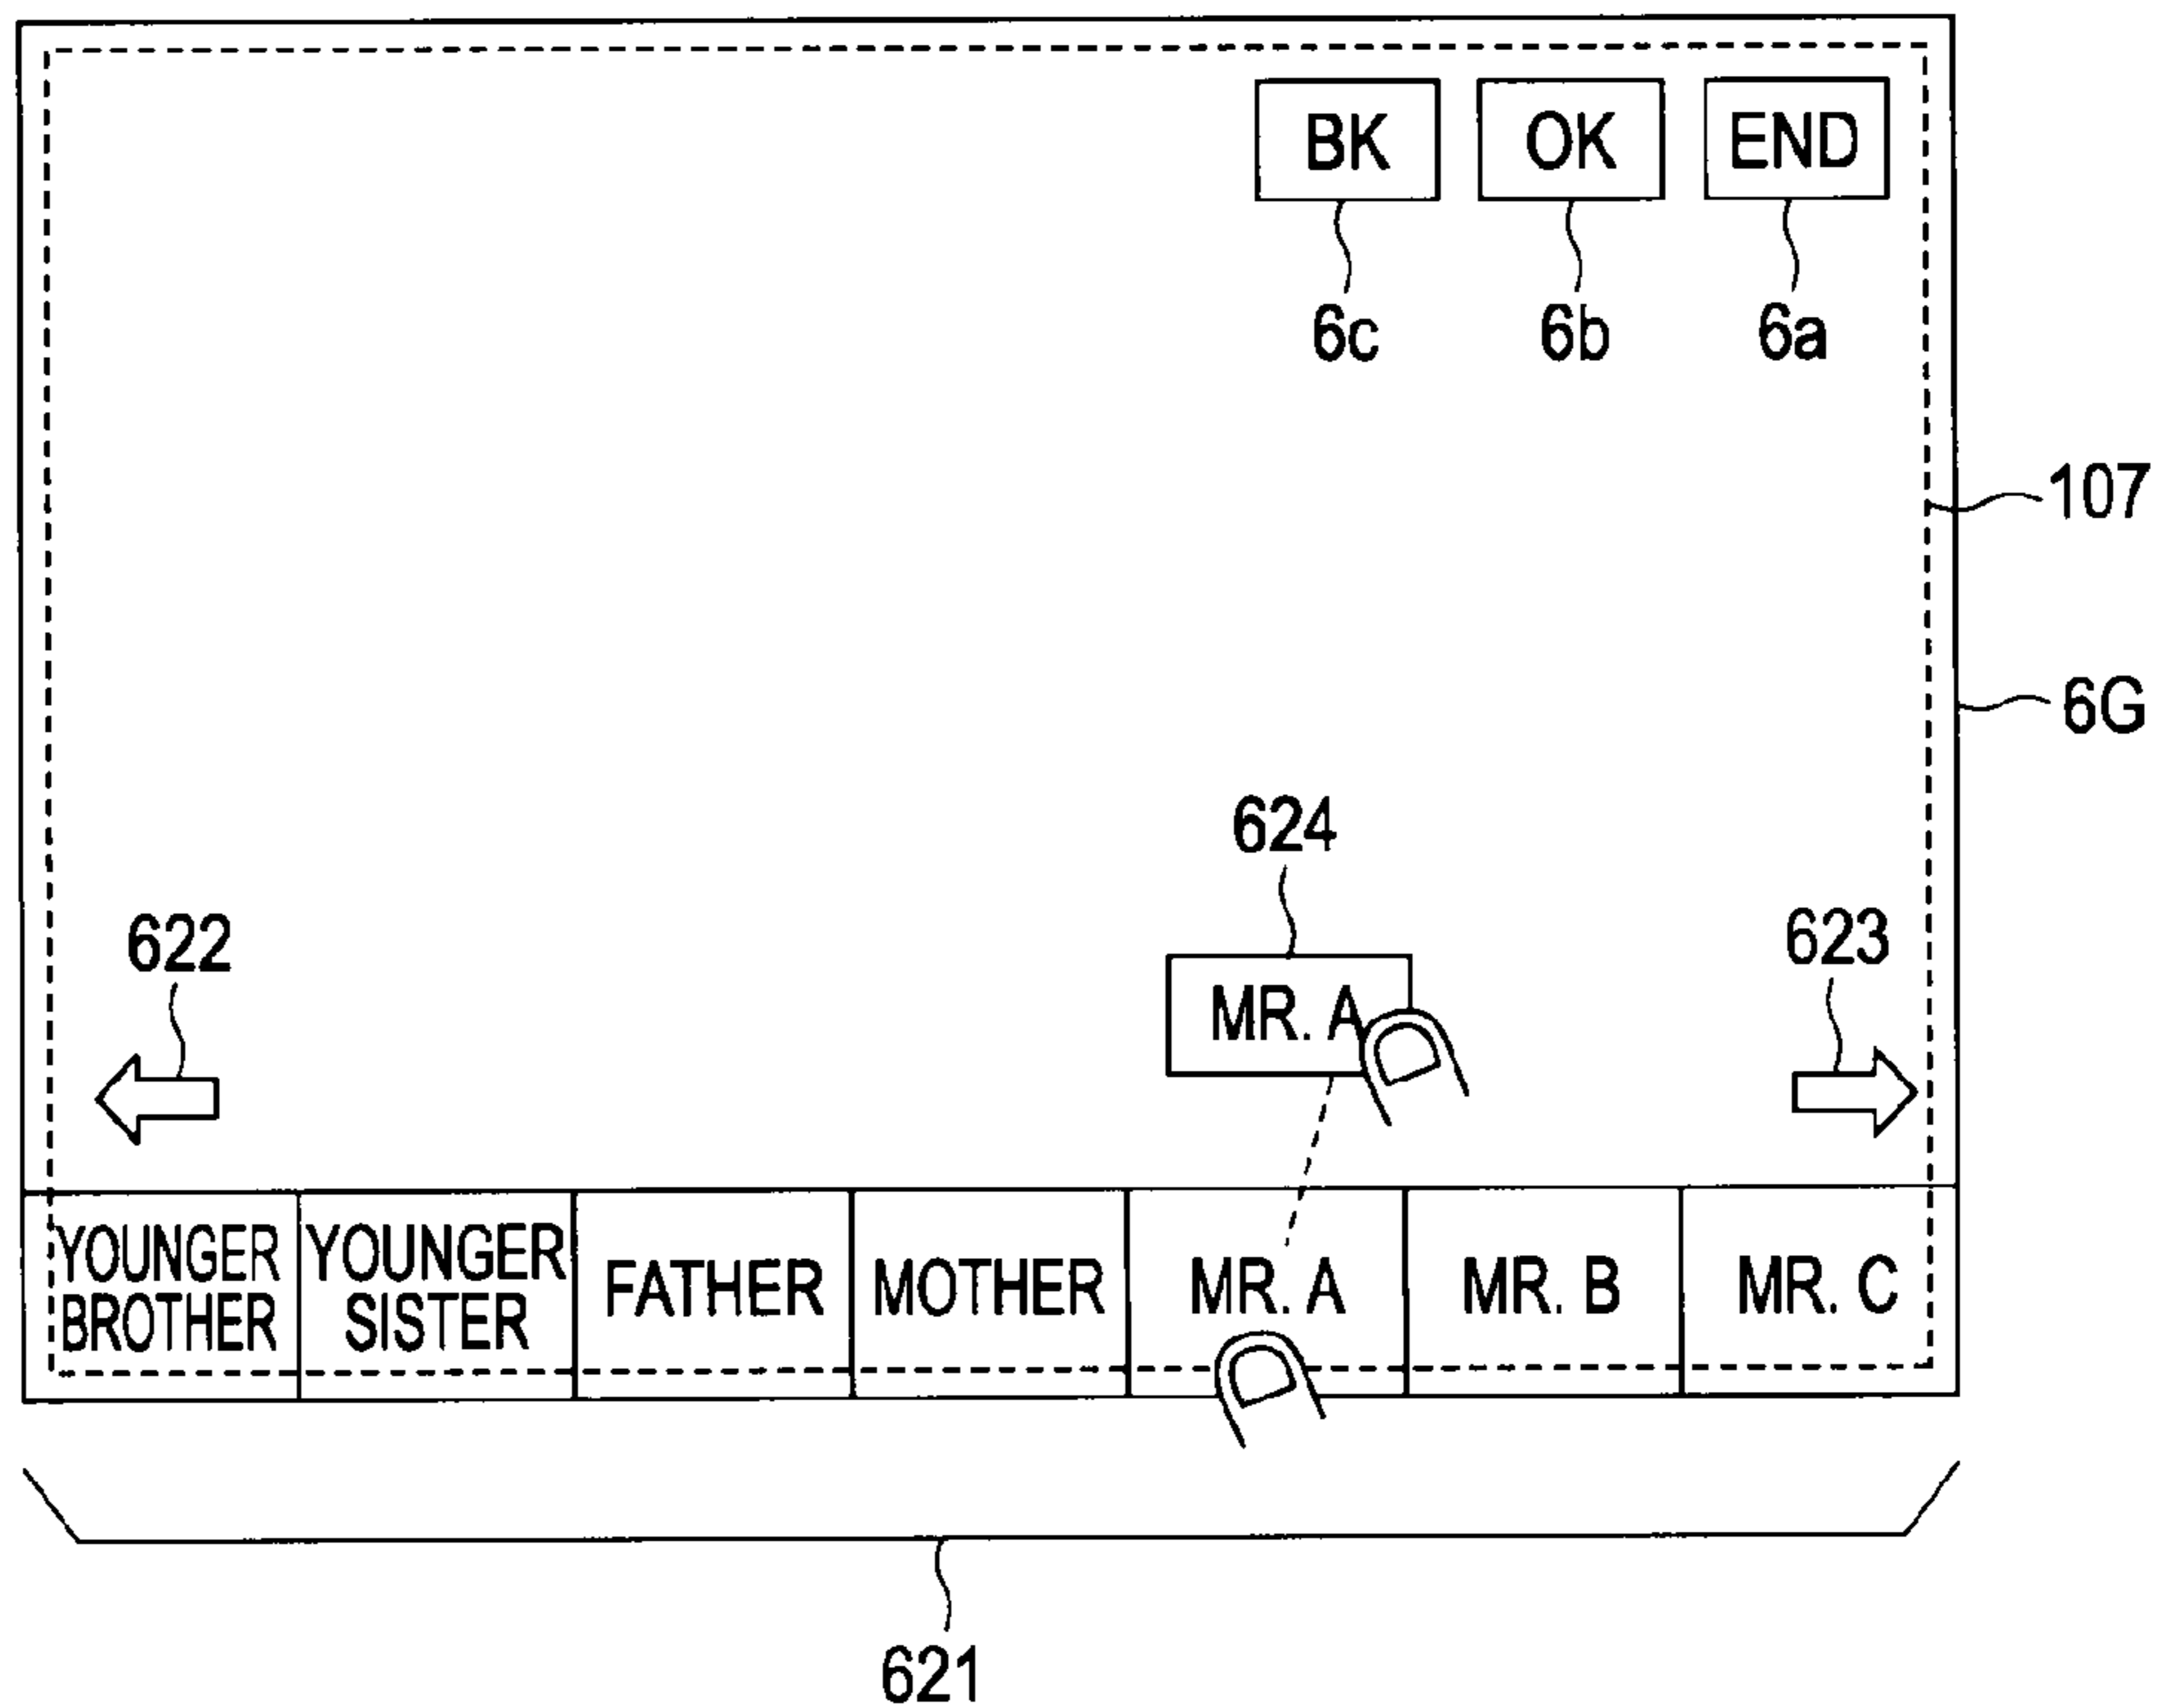 BK OK END
6c 6b 6a
107
6G
624
622
623
MR. A
YOUNGER BROTHER
YOUNGER SISTER
FATHER
MOTHER
MR. A
MR. B
MR. C
621